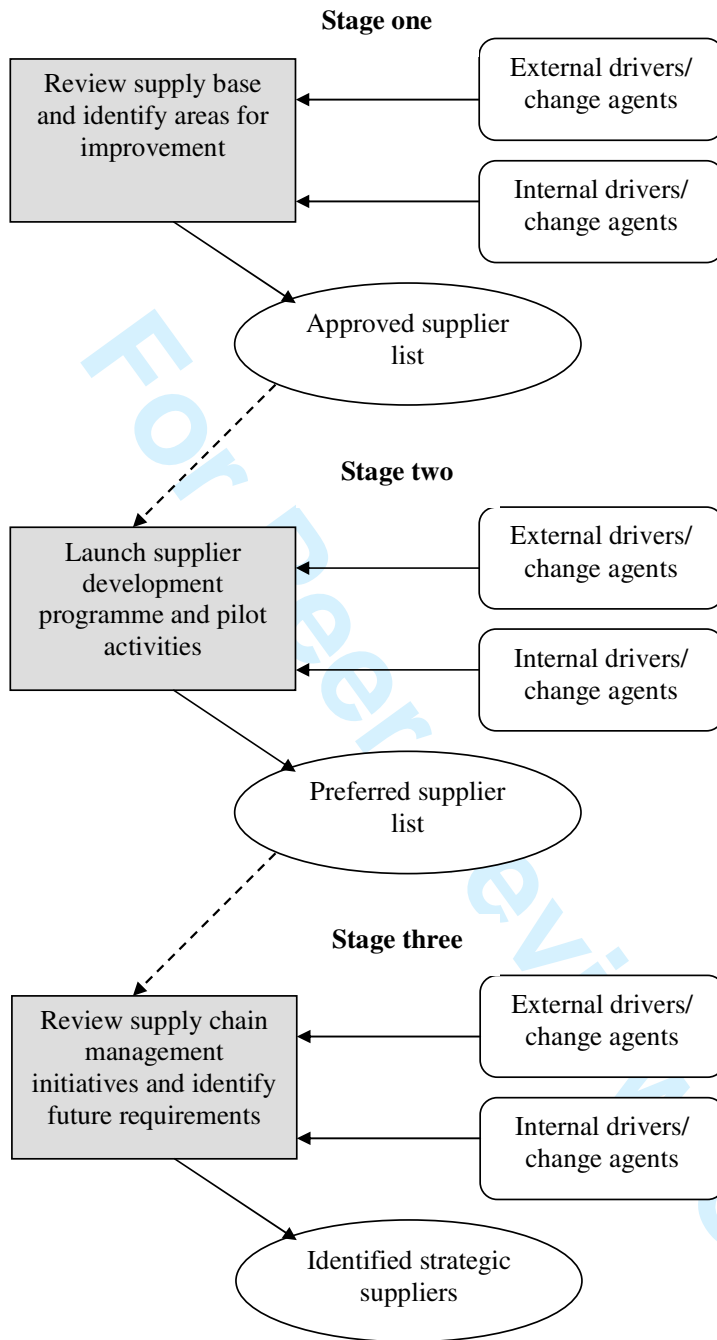 Stage one
Review supply base
and identify areas for
improvement
External drivers/
change agents
Internal drivers/
change agents
Approved supplier
list
Stage two
Launch supplier
development
programme and pilot
activities
External drivers/
change agents
Internal drivers/
change agents
Preferred supplier
list
Stage three
Review supply chain
management
initiatives and identify
future requirements
External drivers/
change agents
Internal drivers/
change agents
Identified strategic
suppliers
For Peer Review